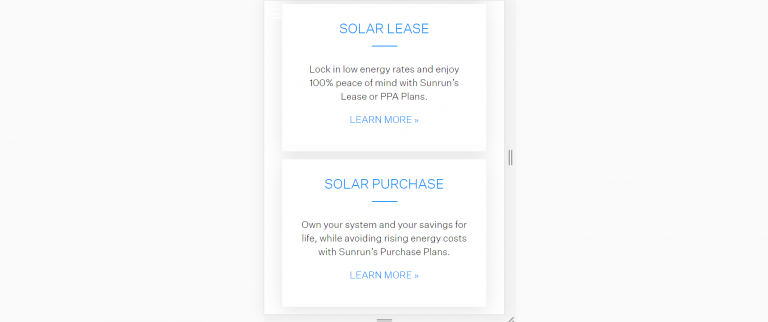 SOLAR LEASE
Lock in low energy rates and enjoy
100% peace of mind with Sunrun's
Lease or PPA Plans.
LEARN MORE »
SOLAR PURCHASE
Own your system and your savings for
life, while avoiding rising energy costs
with Sunrun's Purchase Plans.
LEARN MORE »